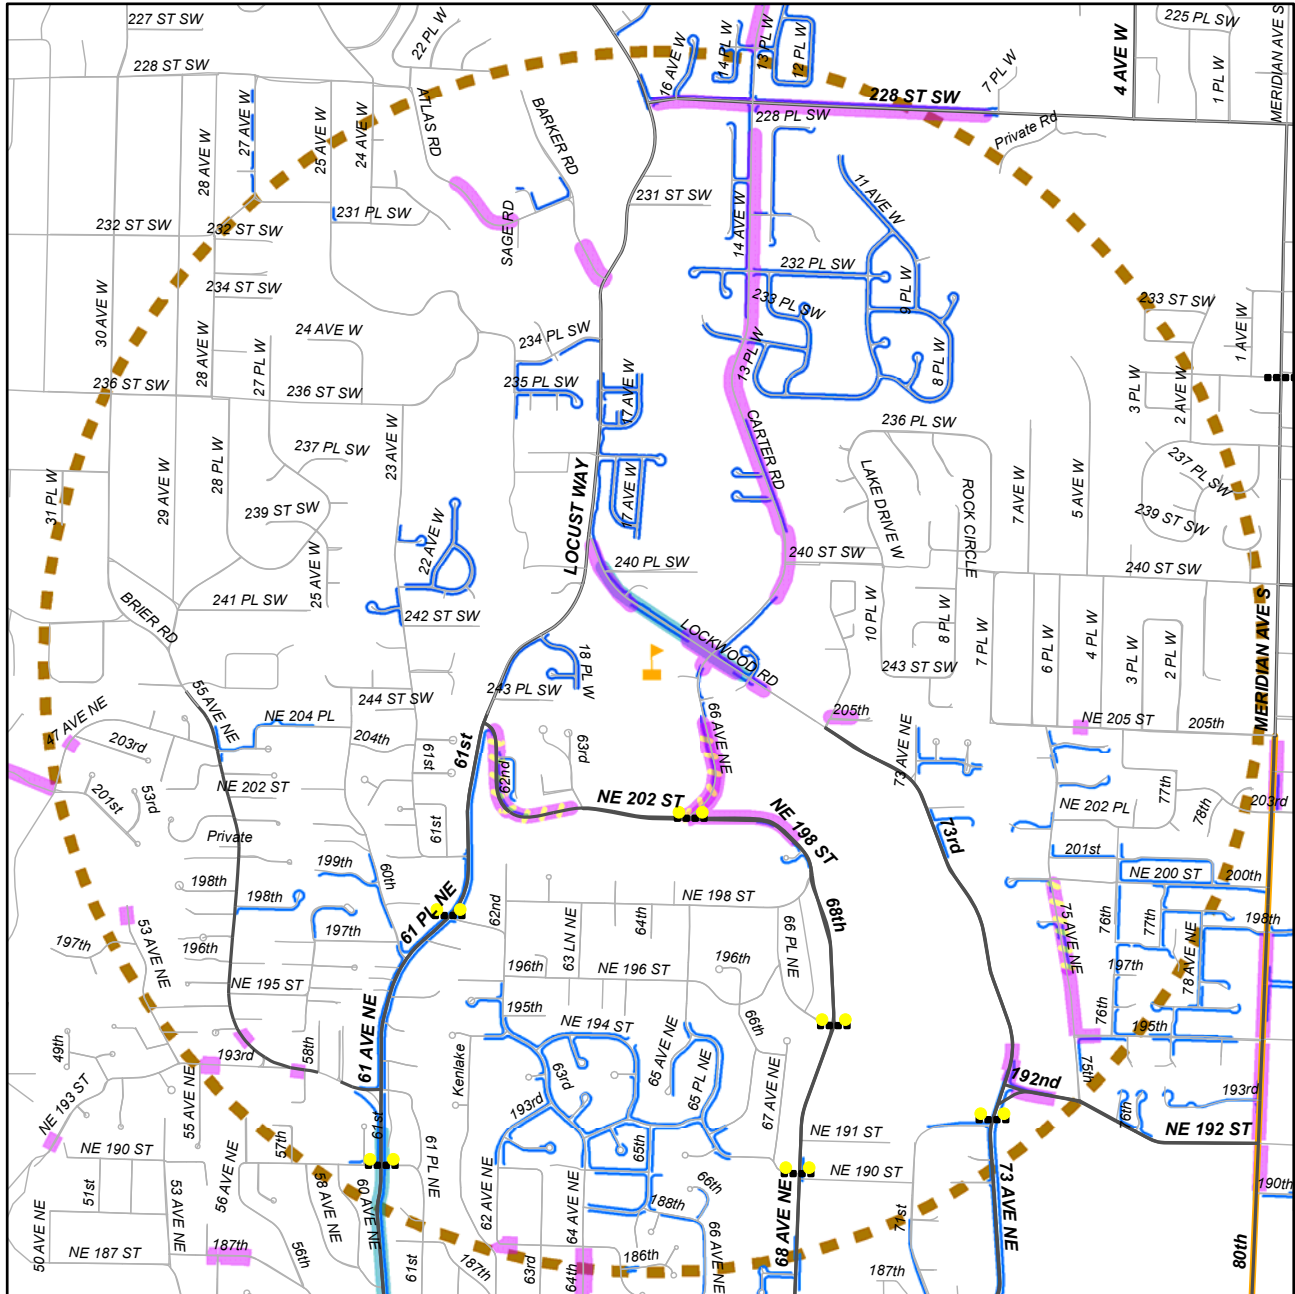 227 ST SW
22 PL W
16 AVE W
14 PL W
13 PL W
12 PL W
7 PL W
4 AVE W
225 PL SW
1 PL W
MERIDIAN AVE S
228 ST SW
228 ST SW
228 PL SW
Private Rd
27 AVE W
25 AVE W
24 AVE W
ATLAS RD
BARKER RD
28 AVE W
231 ST SW
231 PL SW
SAGE RD
14 AVE W
11 AVE W
232 ST SW
232 ST SW
232 PL SW
234 ST SW
233 PL SW
9 PL W
233 ST SW
30 AVE W
28 AVE W
27 PL W
24 AVE W
234 PL SW
13 PL W
8 PL W
1 AVE W
236 ST SW
236 ST SW
235 PL SW
17 AVE W
3 PL W
2 AVE W
23 AVE W
CARTER RD
236 PL SW
31 PL W
29 AVE W
28 PL W
237 PL SW
237 PL SW
239 ST SW
239 ST SW
22 AVE W
LOCUST WAY
17 AVE W
LAKE DRIVE W
ROCK CIRCLE
7 AVE W
5 AVE W
25 AVE W
240 PL SW
240 ST SW
240 ST SW
BRIER RD
241 PL SW
242 ST SW
10 PL W
8 PL W
7 PL W
6 PL W
4 PL W
3 PL W
2 PL W
MERIDIAN AVE S
LOCKWOOD RD
18 PL W
243 PL SW
243 ST SW
244 ST SW
55 AVE NE
47 AVE NE
NE 204 PL
203rd
204th
61st
61st
62nd
63rd
66 AVE NE
205th
NE 205 ST
205th
73 AVE NE
201st
53rd
NE 202 ST
NE 202 ST
NE 202 PL
77th
78th
203rd
Private
61st
NE 198 ST
73rd
201st
NE 200 ST
200th
199th
60th
198th
198th
61 PL NE
62nd
NE 198 ST
63 LN NE
64th
66 PL NE
68th
75 AVE NE
76th
77th
78 AVE NE
198th
53 AVE NE
197th
197th
196th
196th
NE 196 ST
196th
197th
NE 195 ST
195th
NE 194 ST
66th
76th
195th
61 AVE NE
49th
193rd
58th
Kenlake
63rd
65 AVE NE
65 PL NE
67 AVE NE
192nd
75th
193rd
NE 193 ST
55 AVE NE
61st
193rd
76th
NE 192 ST
NE 190 ST
57th
61 PL NE
65th
NE 191 ST
NE 190 ST
51st
53 AVE NE
56 AVE NE
58 AVE NE
60 AVE NE
62 AVE NE
64 AVE NE
66th
188th
66 AVE NE
68 AVE NE
71st
73 AVE NE
190th
50 AVE NE
NE 187 ST
187th
56th
61st
187th
63rd
64th
186th
187th
80th